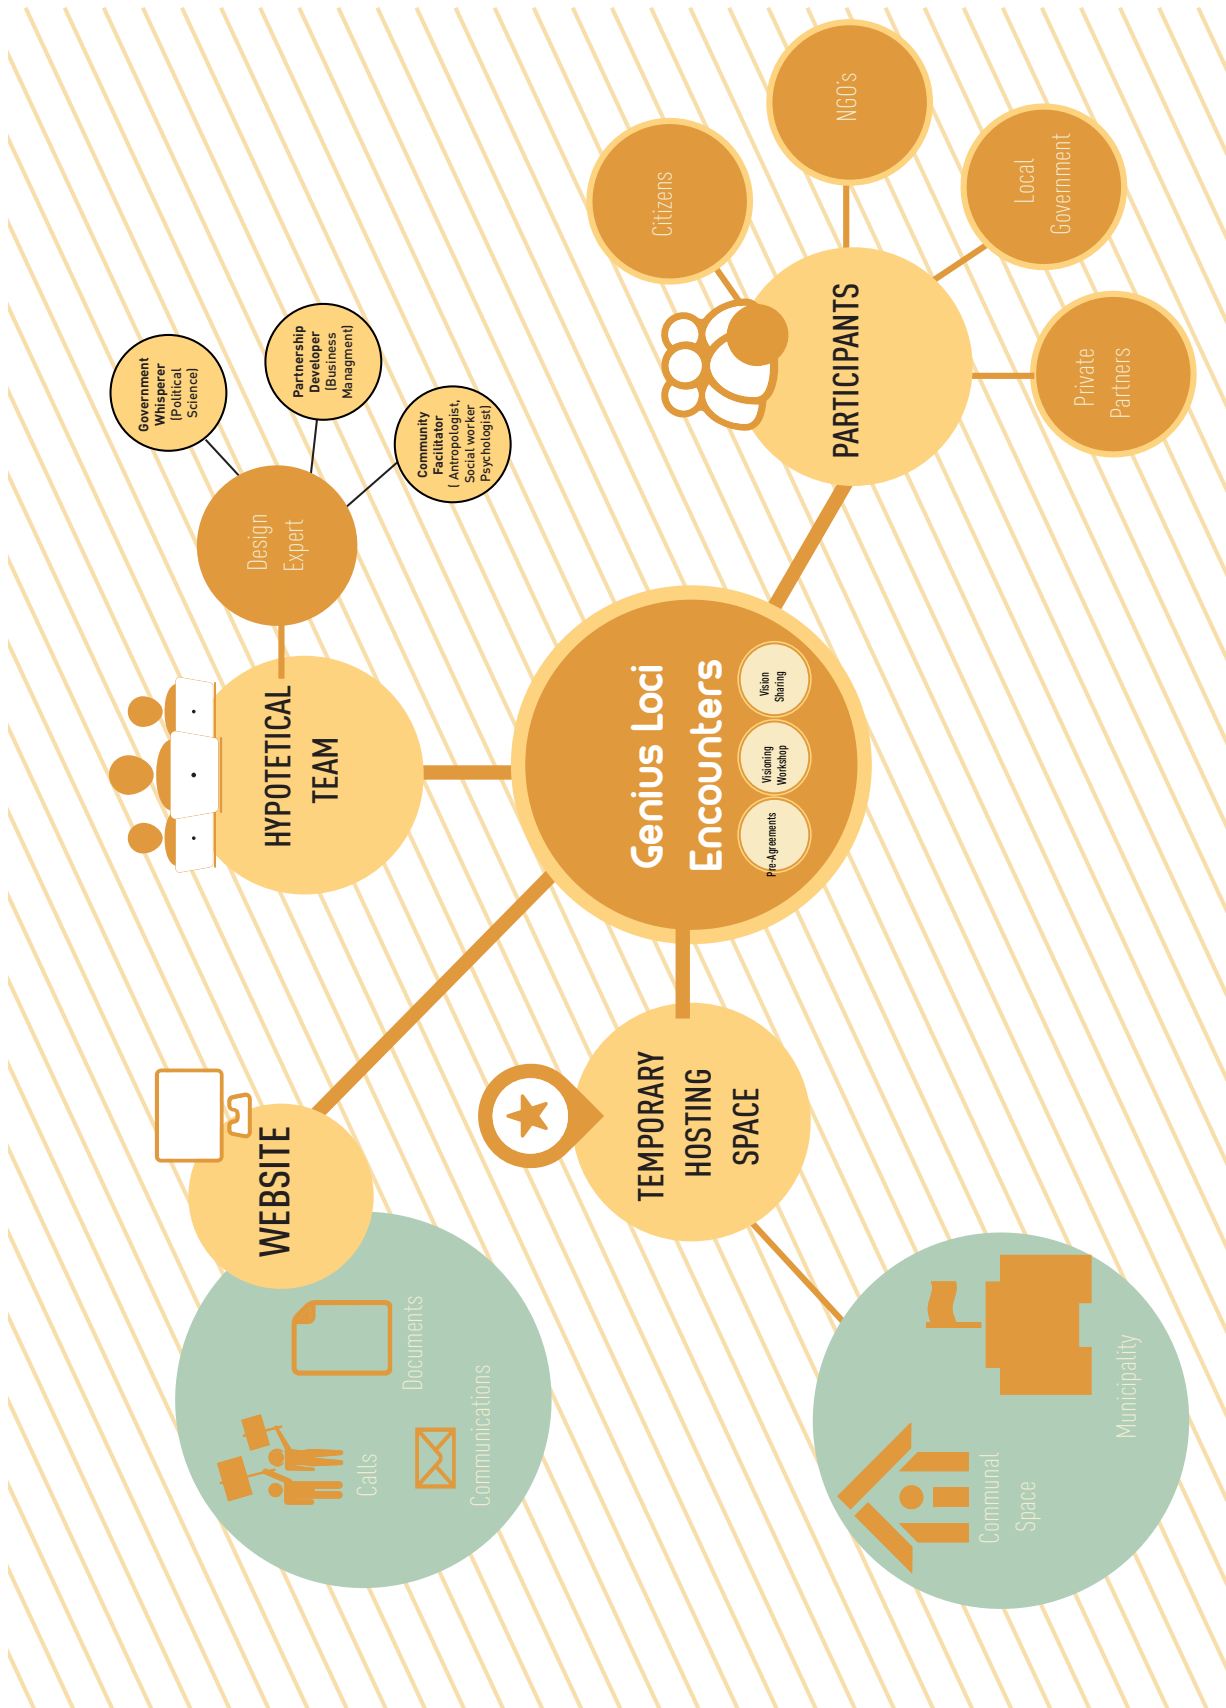 WEBSITE
Documents
Calls
Communications
HYPOTETICAL
TEAM
Design
Expert
Government
Whisperer
(Political
Science)
Partnership
Developer
(Business
Managment)
Community
Facilitator
( Antropologist,
Social worker
Psychologist)
Genius Loci
Encounters
Pre-Agreements
Visioning
Workshop
Vision
Sharing
TEMPORARY
HOSTING
SPACE
Communal
Space
Municipality
PARTICIPANTS
Citizens
NGO's
Local
Government
Private
Partners